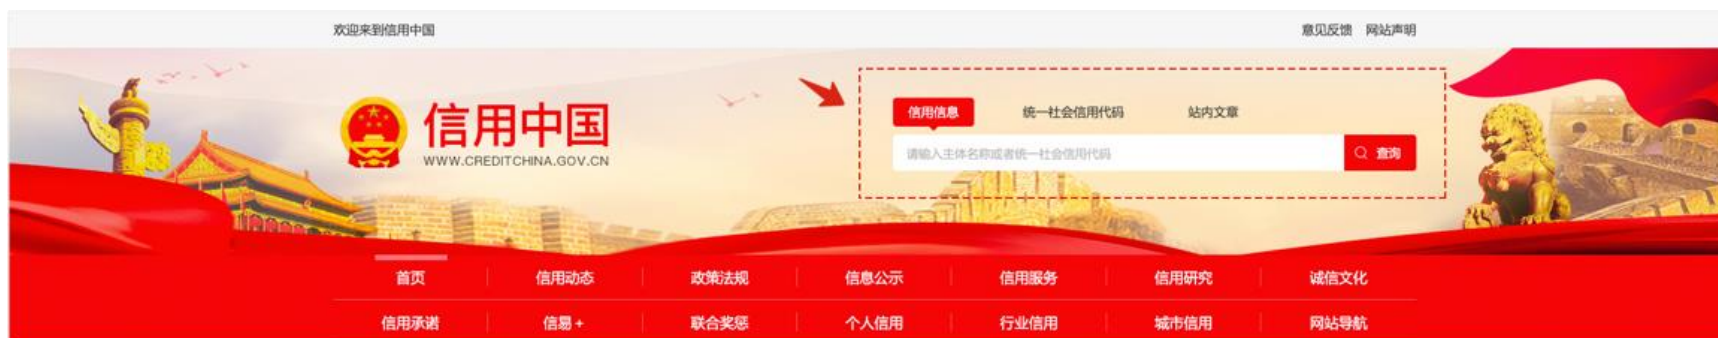 欢迎来到信用中国
意见反馈 网站声明
信用中国
WWW.CREDITCHINA.GOV.CN
信用信息 统一社会信用代码 站内文章
请输入主体名称或者统一社会信用代码 查询
首页 信用动态 政策法规 信息公示 信用服务 信用研究 诚信文化
信用承诺 信易+ 联合奖惩 个人信用 行业信用 城市信用 网站导航